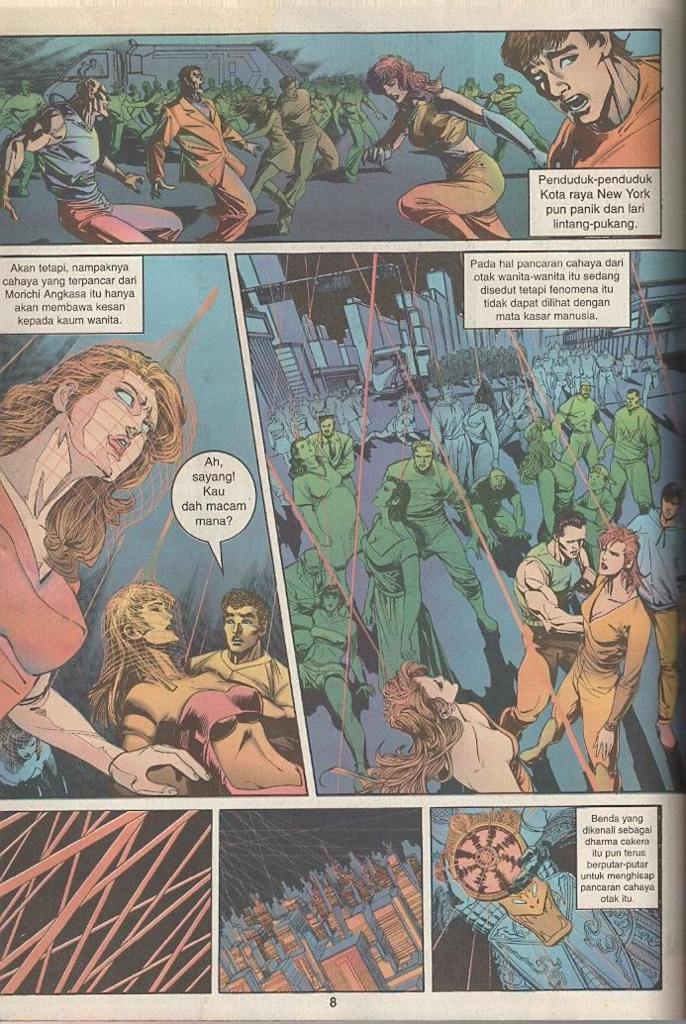 Penduduk-penduduk
Kota raya New York
pun panik dan lari
lintang-pukang.
Akan tetapi, nampaknya
cahaya yang terpancar dari
Morichi Angkasa itu hanya
akan membawa kesan
kepada kaum wanita.
Ah,
sayang!
Kau
dah macam
mana?
Pada hal pancaran cahaya dari
otak wanita-wanita itu sedang
disedut tetapi fenomena itu
tidak dapat dilihat dengan
mata kasar manusia.
Benda yang
dikenali sebagai
dharma cakera
itu pun terus
berputar-putar
untuk menghisap
pancaran cahaya
otak itu.
8